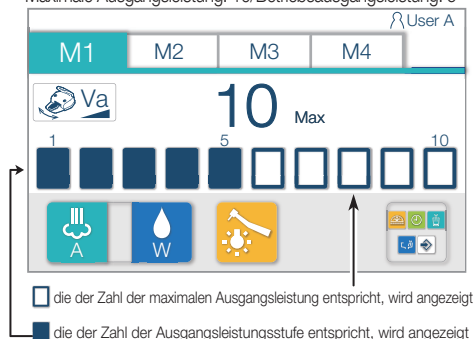 Maximale Ausgangsleistung: 10/Betriebsausgangsleistung: 5
User A
M1 M2 M3 M4
Va 10 Max
1 5 10
A W
die der Zahl der maximalen Ausgangsleistung entspricht, wird angezeigt
die der Zahl der Ausgangsleistungsstufe entspricht, wird angezeigt